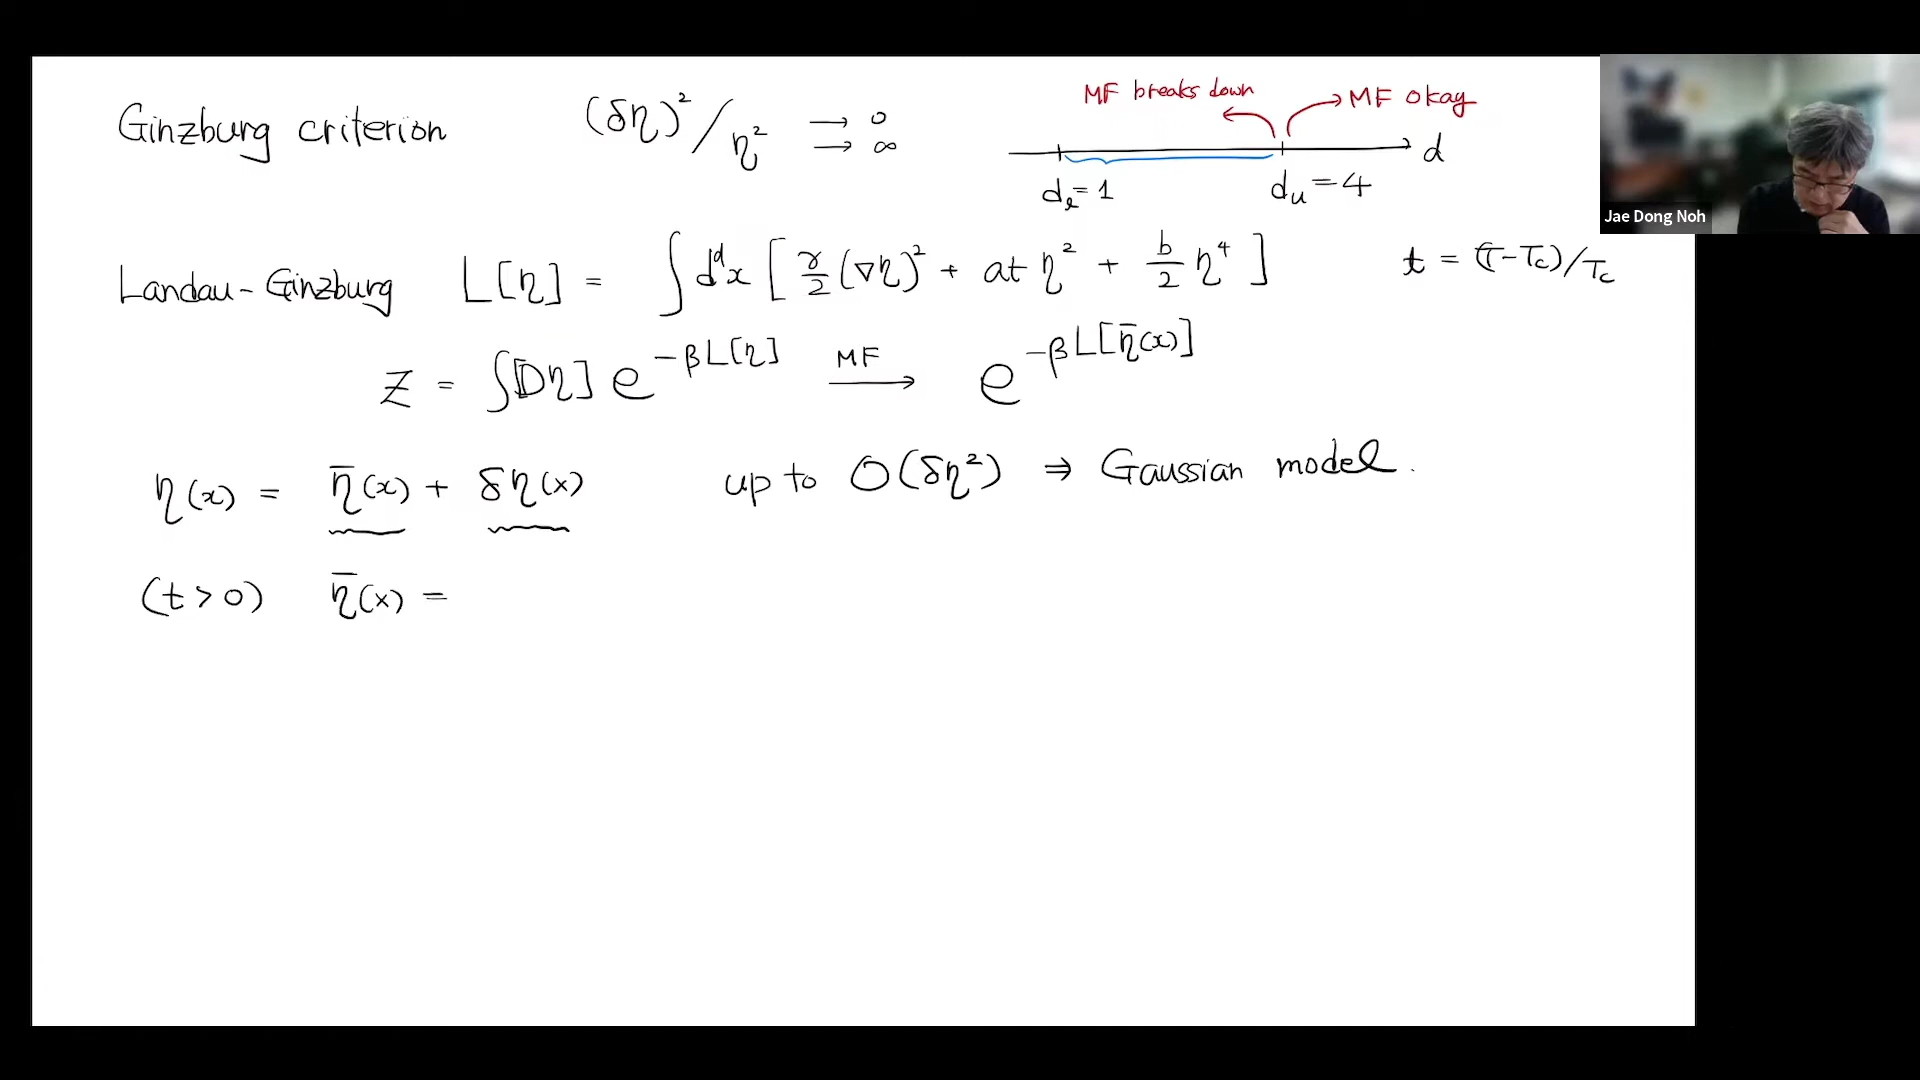 Ginzburg criterion (δη)²/η² → 0 → ∞
MF breaks down MF okay
d_l = 1 d_u = 4 d
Jae Dong Noh
Landau-Ginzburg L[η] = ∫ d^d x [ γ/2 (∇η)² + at η² + b/2 η⁴ ] t = (T-Tc)/Tc
Z = ∫[Dη] e^{-βL[η]} MF → e^{-βL[η̄(x)]}
η(x) = η̄(x) + δη(x) up to O(δη²) ⇒ Gaussian model.
(t > 0) η̄(x) =